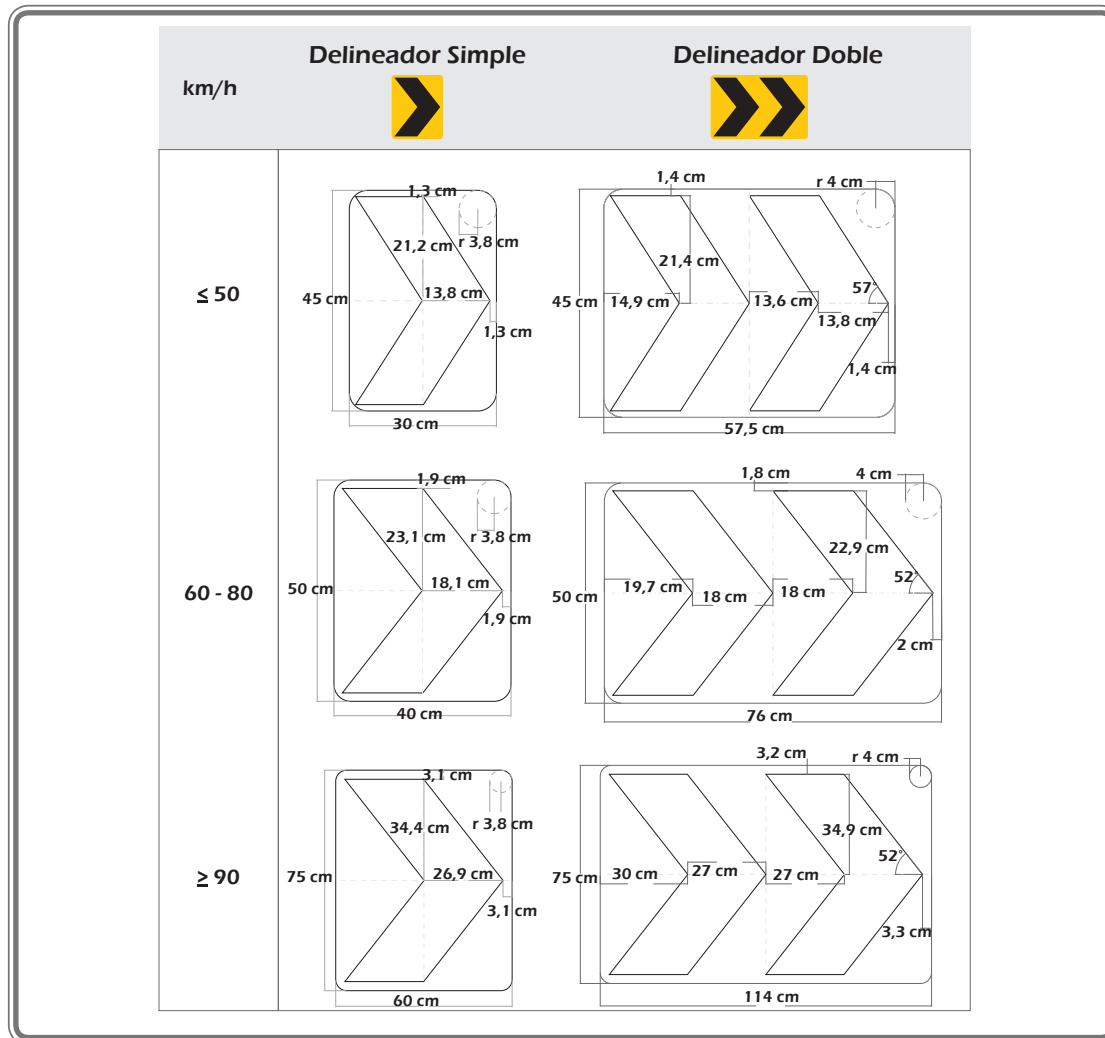 Delineador Simple
Delineador Doble
km/h
≤ 50
1,3 cm
r 3,8 cm
21,2 cm
13,8 cm
45 cm
1,3 cm
30 cm
1,4 cm
r 4 cm
21,4 cm
57°
45 cm
14,9 cm
13,6 cm
13,8 cm
1,4 cm
57,5 cm
60 - 80
1,9 cm
r 3,8 cm
23,1 cm
18,1 cm
50 cm
1,9 cm
40 cm
1,8 cm
4 cm
22,9 cm
52°
19,7 cm
18 cm
18 cm
50 cm
2 cm
76 cm
≥ 90
3,1 cm
r 3,8 cm
34,4 cm
26,9 cm
75 cm
3,1 cm
60 cm
3,2 cm
r 4 cm
34,9 cm
52°
75 cm
30 cm
27 cm
27 cm
3,3 cm
114 cm